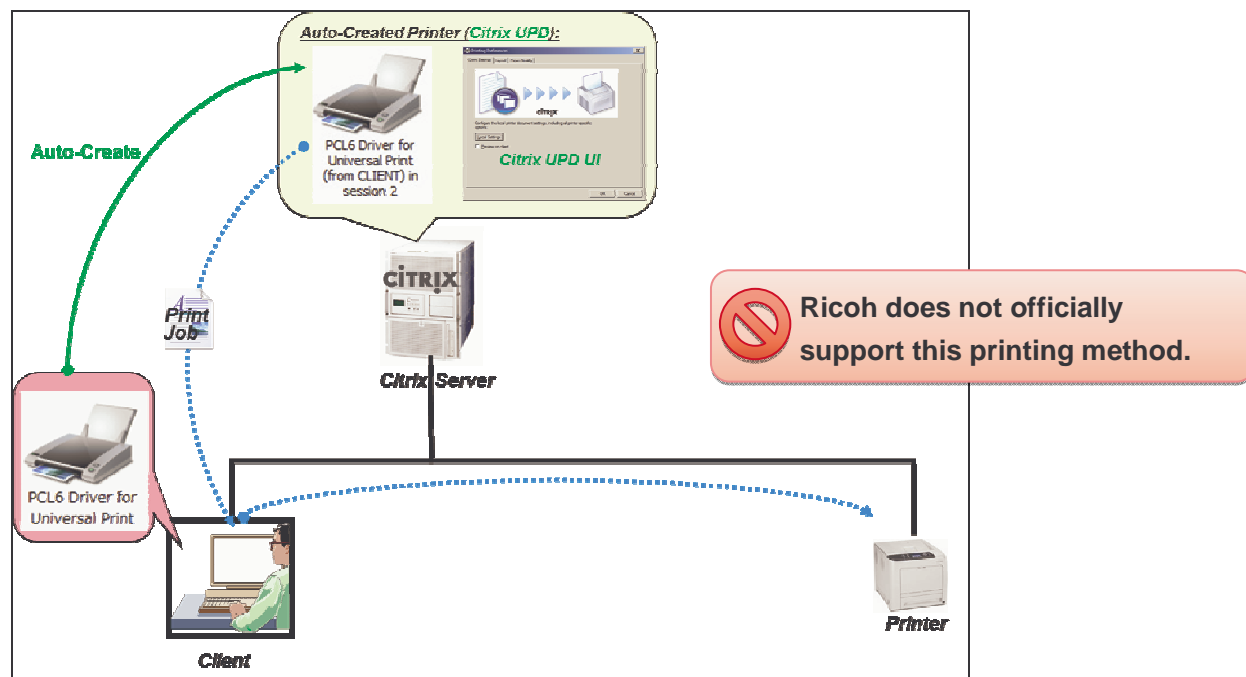 Auto-Created Printer (Citrix UPD):
PCL6 Driver for
Universal Print
(from CLIENT) in
session 2
citrix
Citrix UPD UI
OK
Cancel
Auto-Create
Print
Job
CITRIX
Citrix Server
Ricoh does not officially
support this printing method.
PCL6 Driver for
Universal Print
Client
Printer